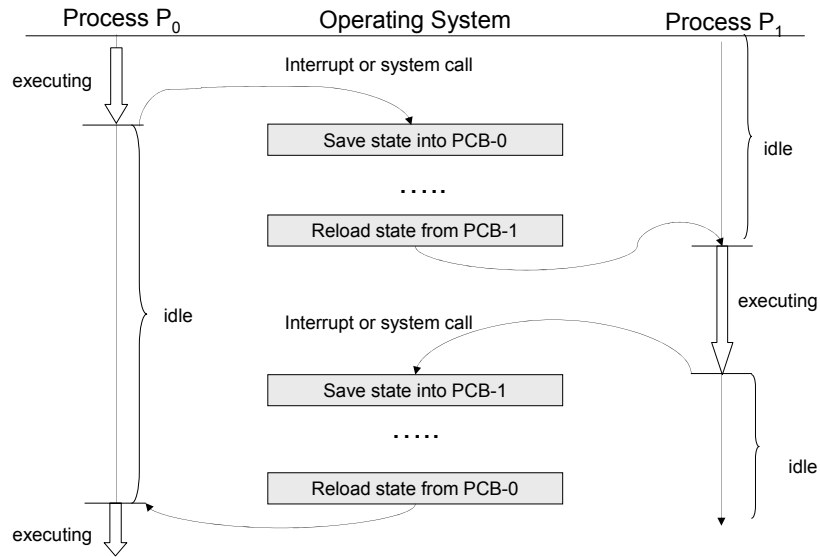 Process P₀
Operating System
Process P₁
executing
Interrupt or system call
Save state into PCB-0
.....
Reload state from PCB-1
idle
executing
idle
Interrupt or system call
Save state into PCB-1
.....
Reload state from PCB-0
idle
executing